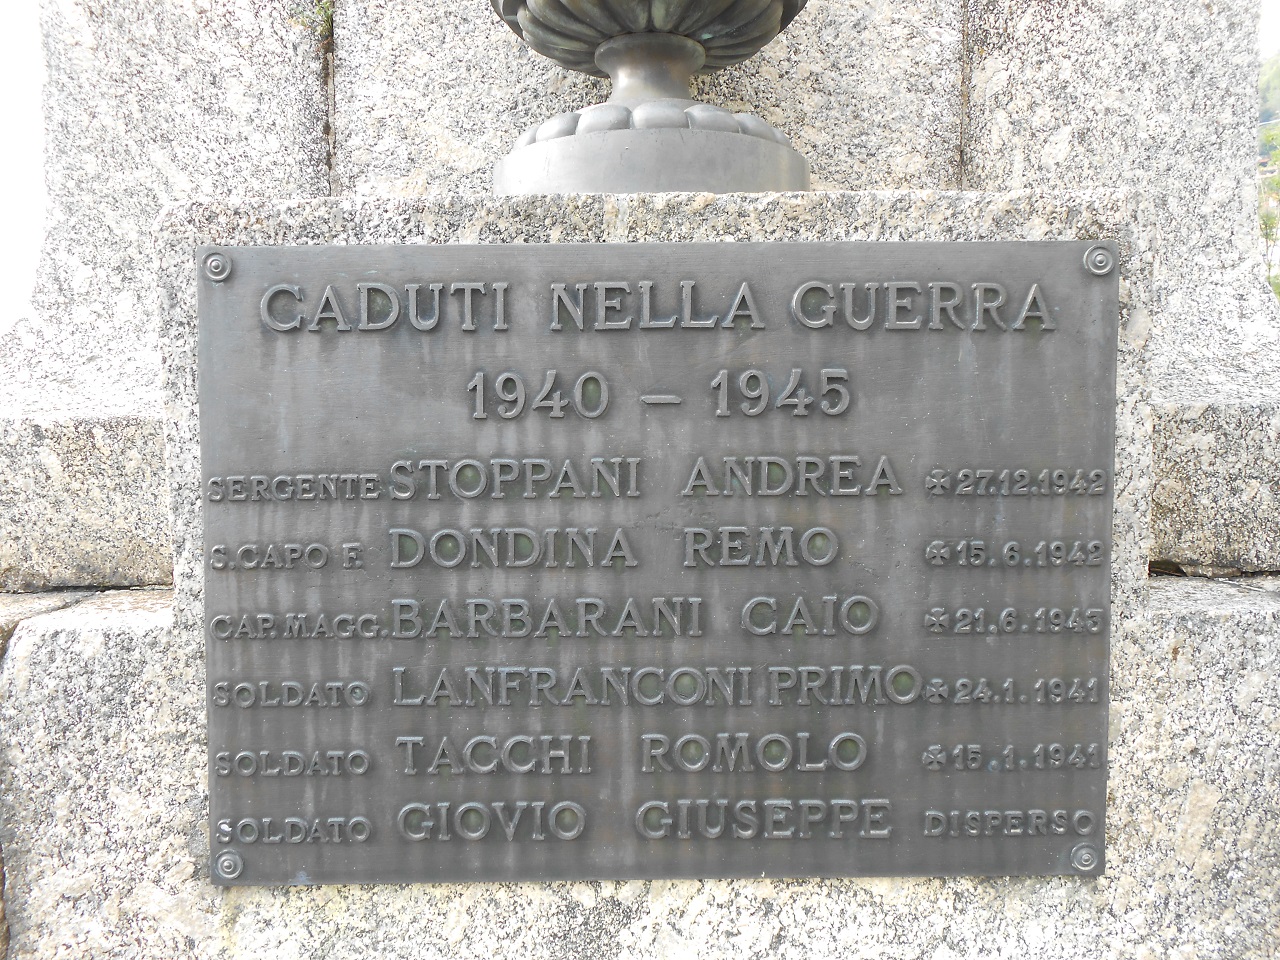 CADUTI NELLA GUERRA
1940 - 1945
SERGENTE STOPPANI ANDREA ✠27.12.1942
S.CAPO F. DONDINA REMO ✠15.6.1942
CAP.MAGG. BARBARANI CAIO ✠21.6.1943
SOLDATO LANFRANCONI PRIMO ✠24.1.1941
SOLDATO TACCHI ROMOLO ✠15.1.1941
SOLDATO GIOVIO GIUSEPPE DISPERSO